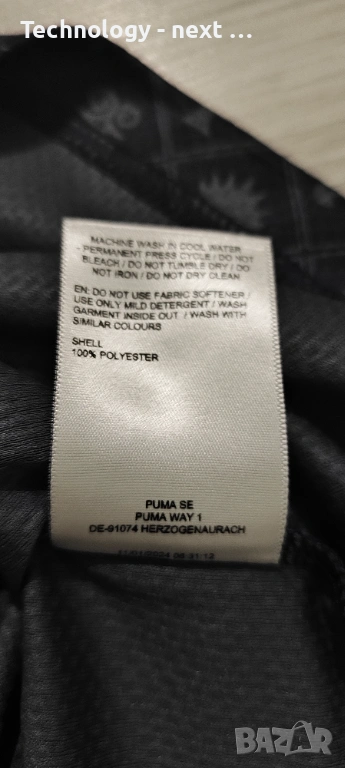 Technology - next ...
MACHINE WASH IN COOL WATER
- PERMANENT PRESS CYCLE / DO NOT
BLEACH / DO NOT TUMBLE DRY / DO
NOT IRON / DO NOT DRY CLEAN
EN: DO NOT USE FABRIC SOFTENER /
USE ONLY MILD DETERGENT / WASH
GARMENT INSIDE OUT / WASH WITH
SIMILAR COLOURS
SHELL
100% POLYESTER
PUMA SE
PUMA WAY 1
DE-91074 HERZOGENAURACH
BAZAR